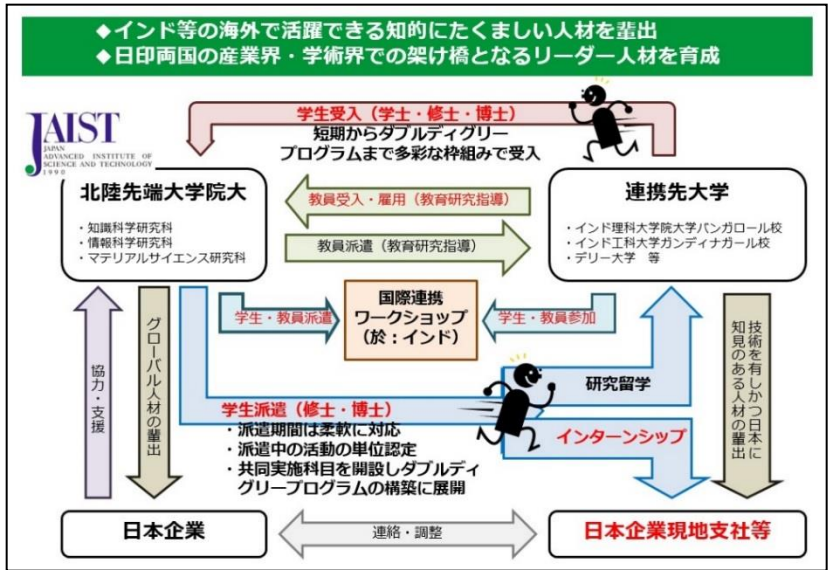 ◆インド等の海外で活躍できる知的にたくましい人材を輩出
◆日印両国の産業界・学術界での架け橋となるリーダー人材を育成
学生受入（学士・修士・博士）
短期からダブルディグリー
プログラムまで多彩な枠組みで受入
JAIST
JAPAN
ADVANCED INSTITUTE OF
SCIENCE AND TECHNOLOGY
1990
北陸先端大学院大
・知識科学研究科
・情報科学研究科
・マテリアルサイエンス研究科
教員受入・雇用（教育研究指導）
教員派遣（教育研究指導）
連携先大学
・インド理科大学院大学バンガロール校
・インド工科大学ガンディナガール校
・デリー大学　等
学生・教員派遣
国際連携
ワークショップ
（於：インド）
学生・教員参加
協力・支援
グローバル人材の輩出
学生派遣（修士・博士）
・派遣期間は柔軟に対応
・派遣中の活動の単位認定
・共同実施科目を開設しダブルディ
グリープログラムの構築に展開
研究留学
インターンシップ
技術を有しかつ日本に
知見のある人材の輩出
日本企業
連絡・調整
日本企業現地支社等